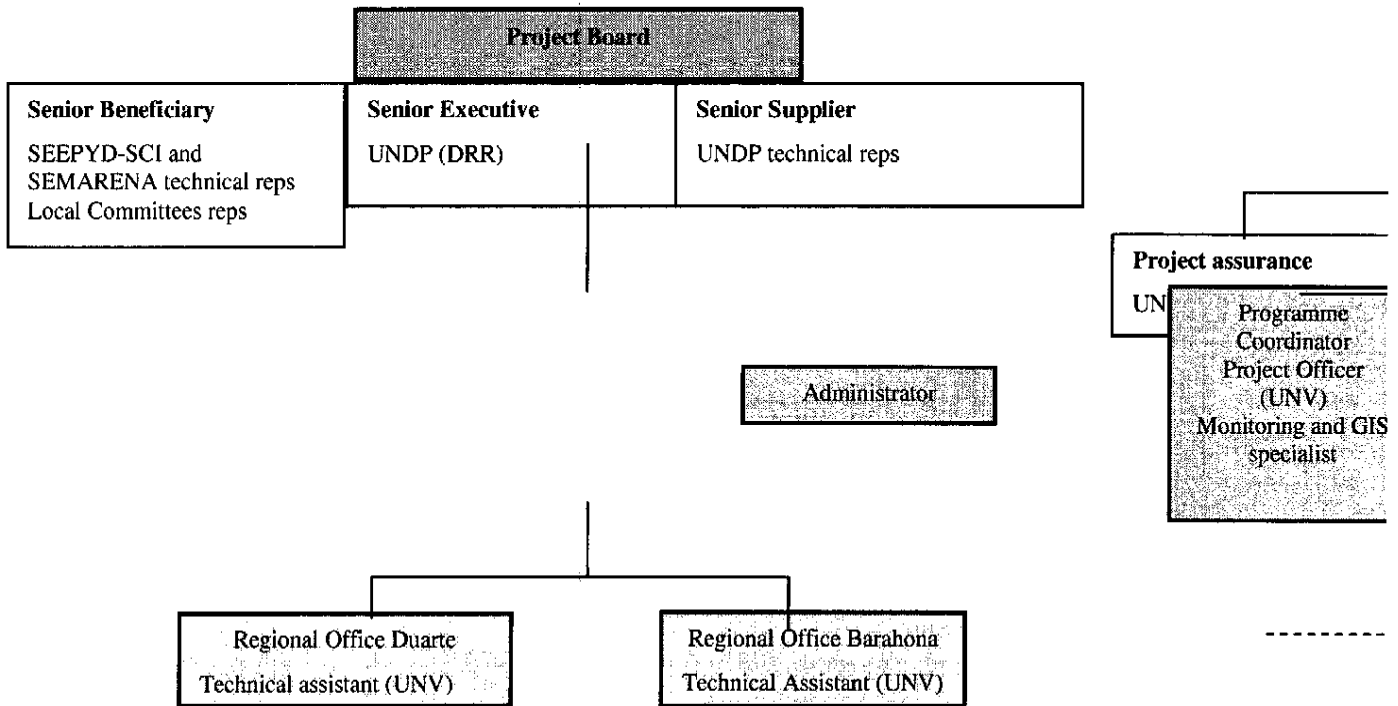 Project Board
Senior Beneficiary
SEEPYD-SCI and
SEMARENA technical reps
Local Committees reps
Senior Executive
UNDP (DRR)
Senior Supplier
UNDP technical reps
Project assurance
UN
Programme
Coordinator
Project Officer
(UNV)
Monitoring and GIS
specialist
Administrator
Regional Office Duarte
Technical assistant (UNV)
Regional Office Barahona
Technical Assistant (UNV)